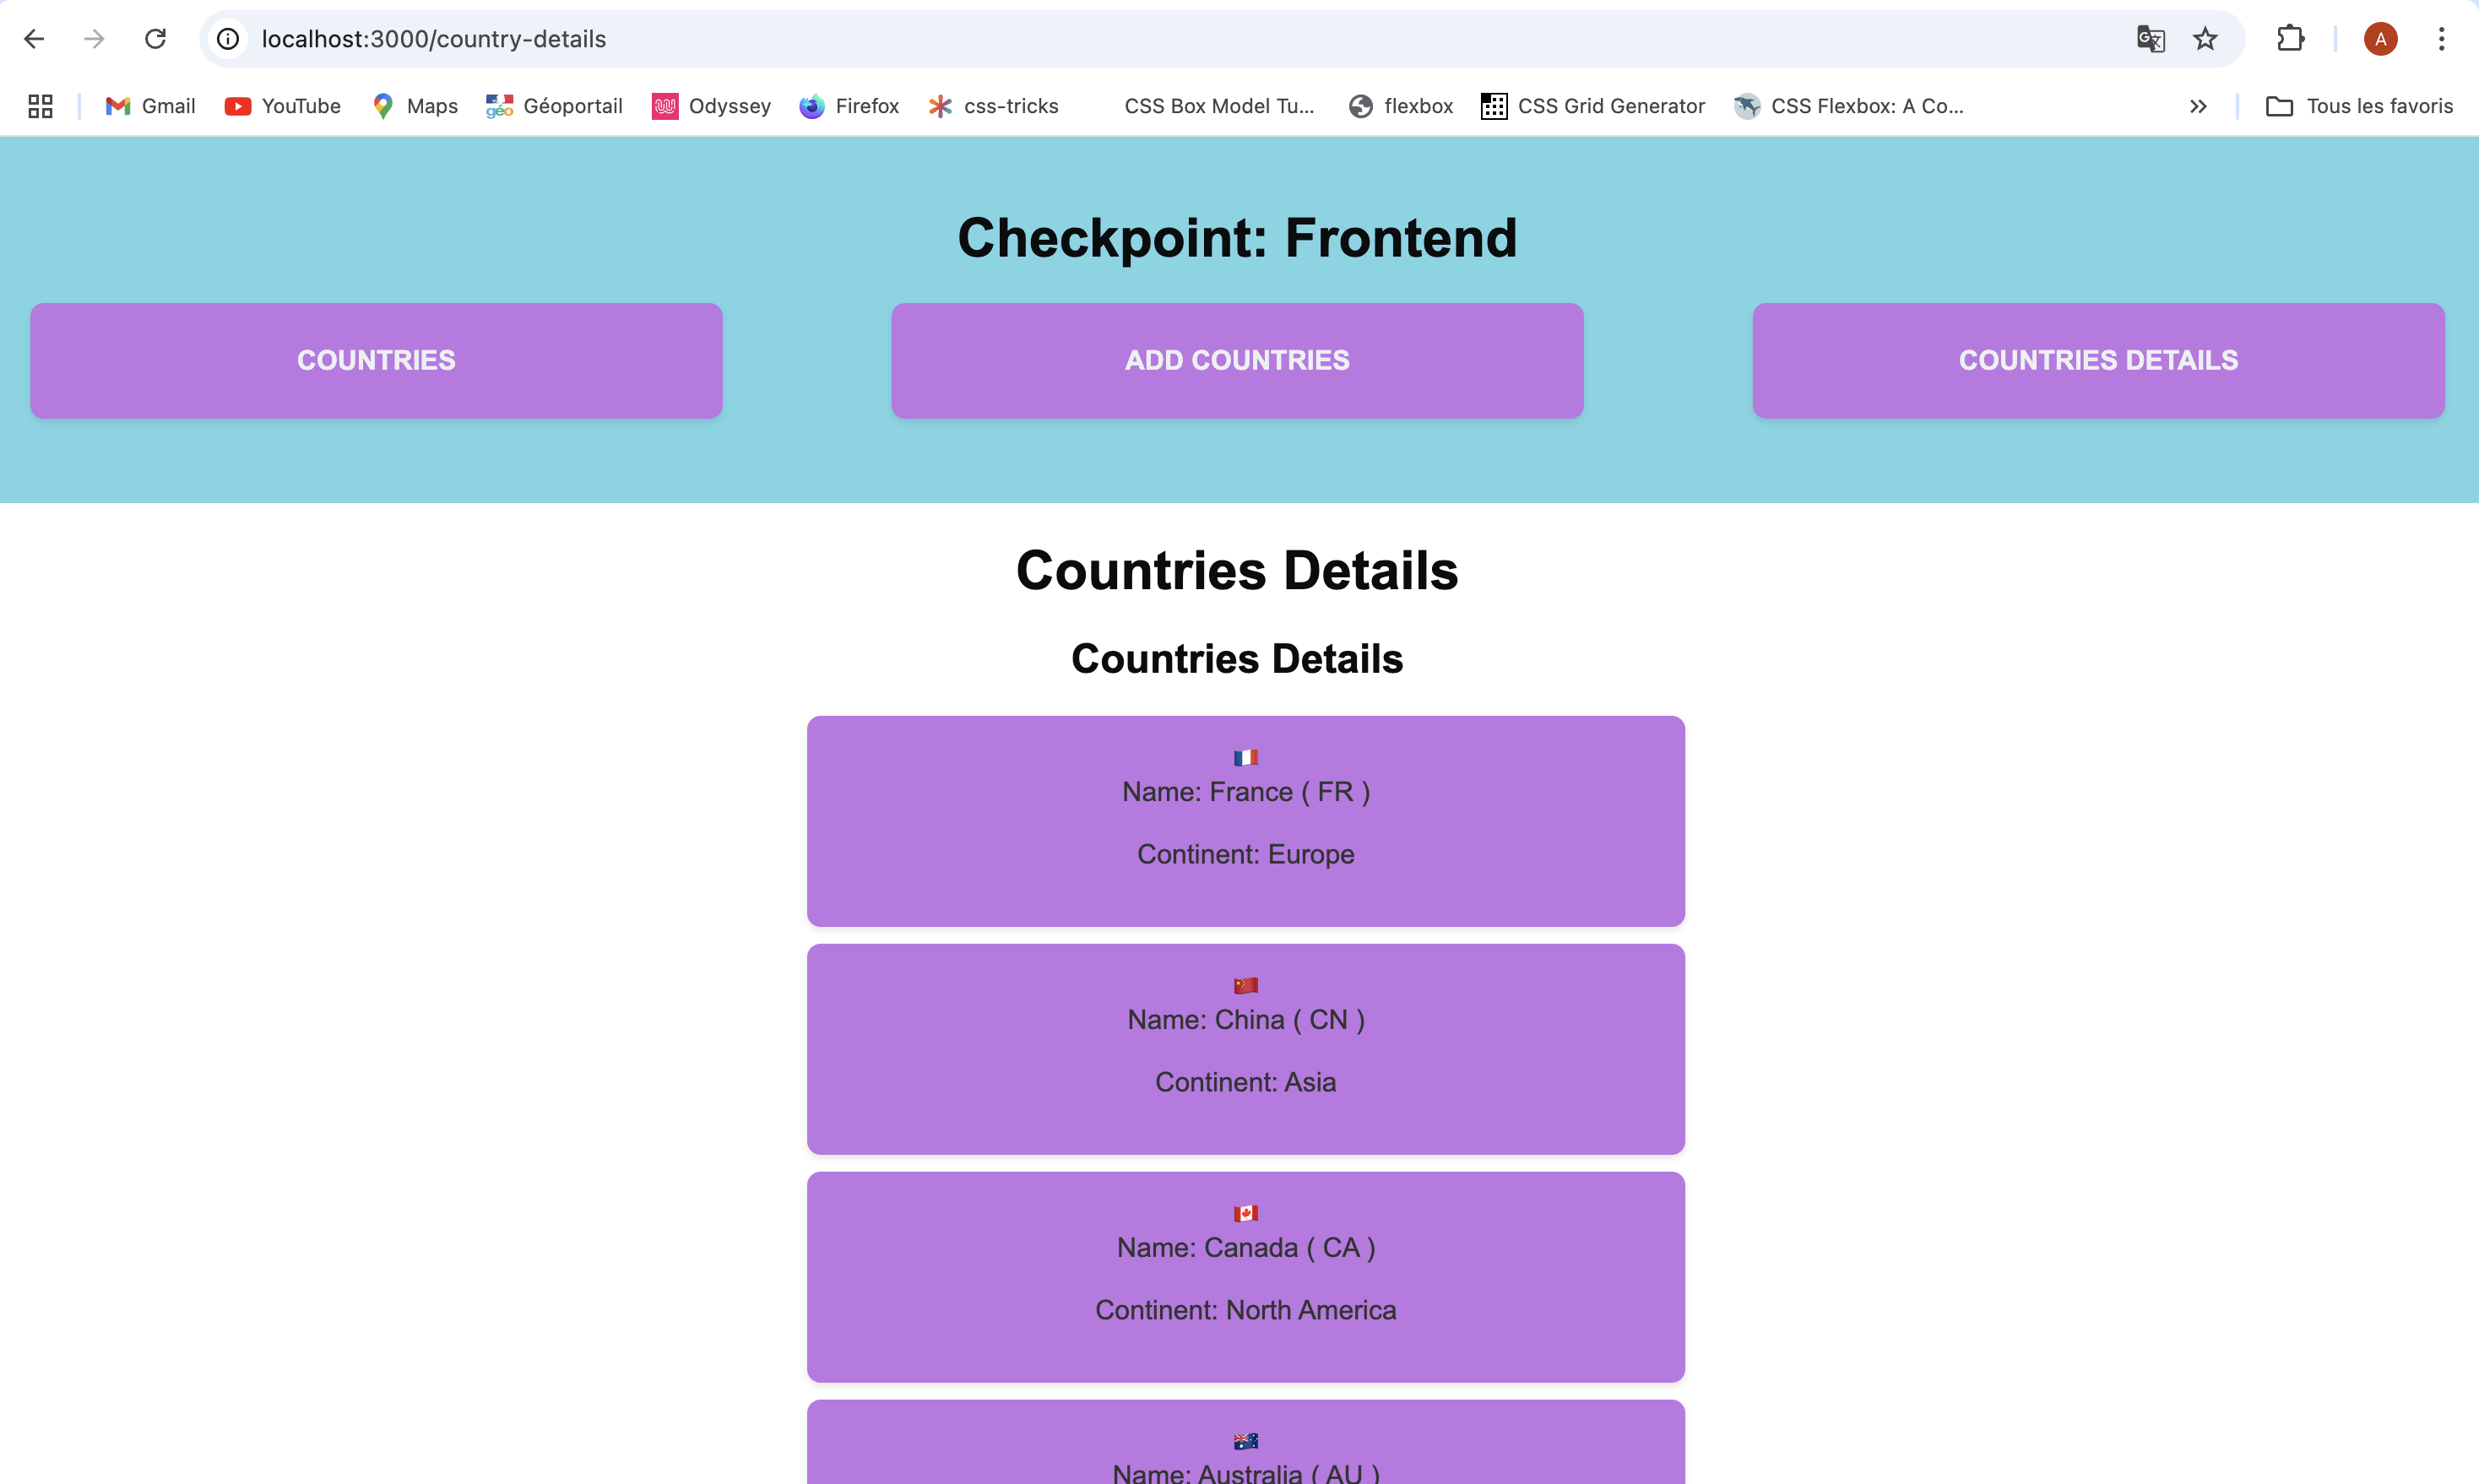 localhost:3000/country-details
A
Gmail
YouTube
Maps
géo
Géoportail
Odyssey
Firefox
css-tricks
CSS Box Model Tu...
flexbox
CSS Grid Generator
CSS Flexbox: A Co...
Tous les favoris
Checkpoint: Frontend
COUNTRIES
ADD COUNTRIES
COUNTRIES DETAILS
Countries Details
Countries Details
Name: France ( FR )
Continent: Europe
Name: China ( CN )
Continent: Asia
Name: Canada ( CA )
Continent: North America
Name: Australia ( AU )